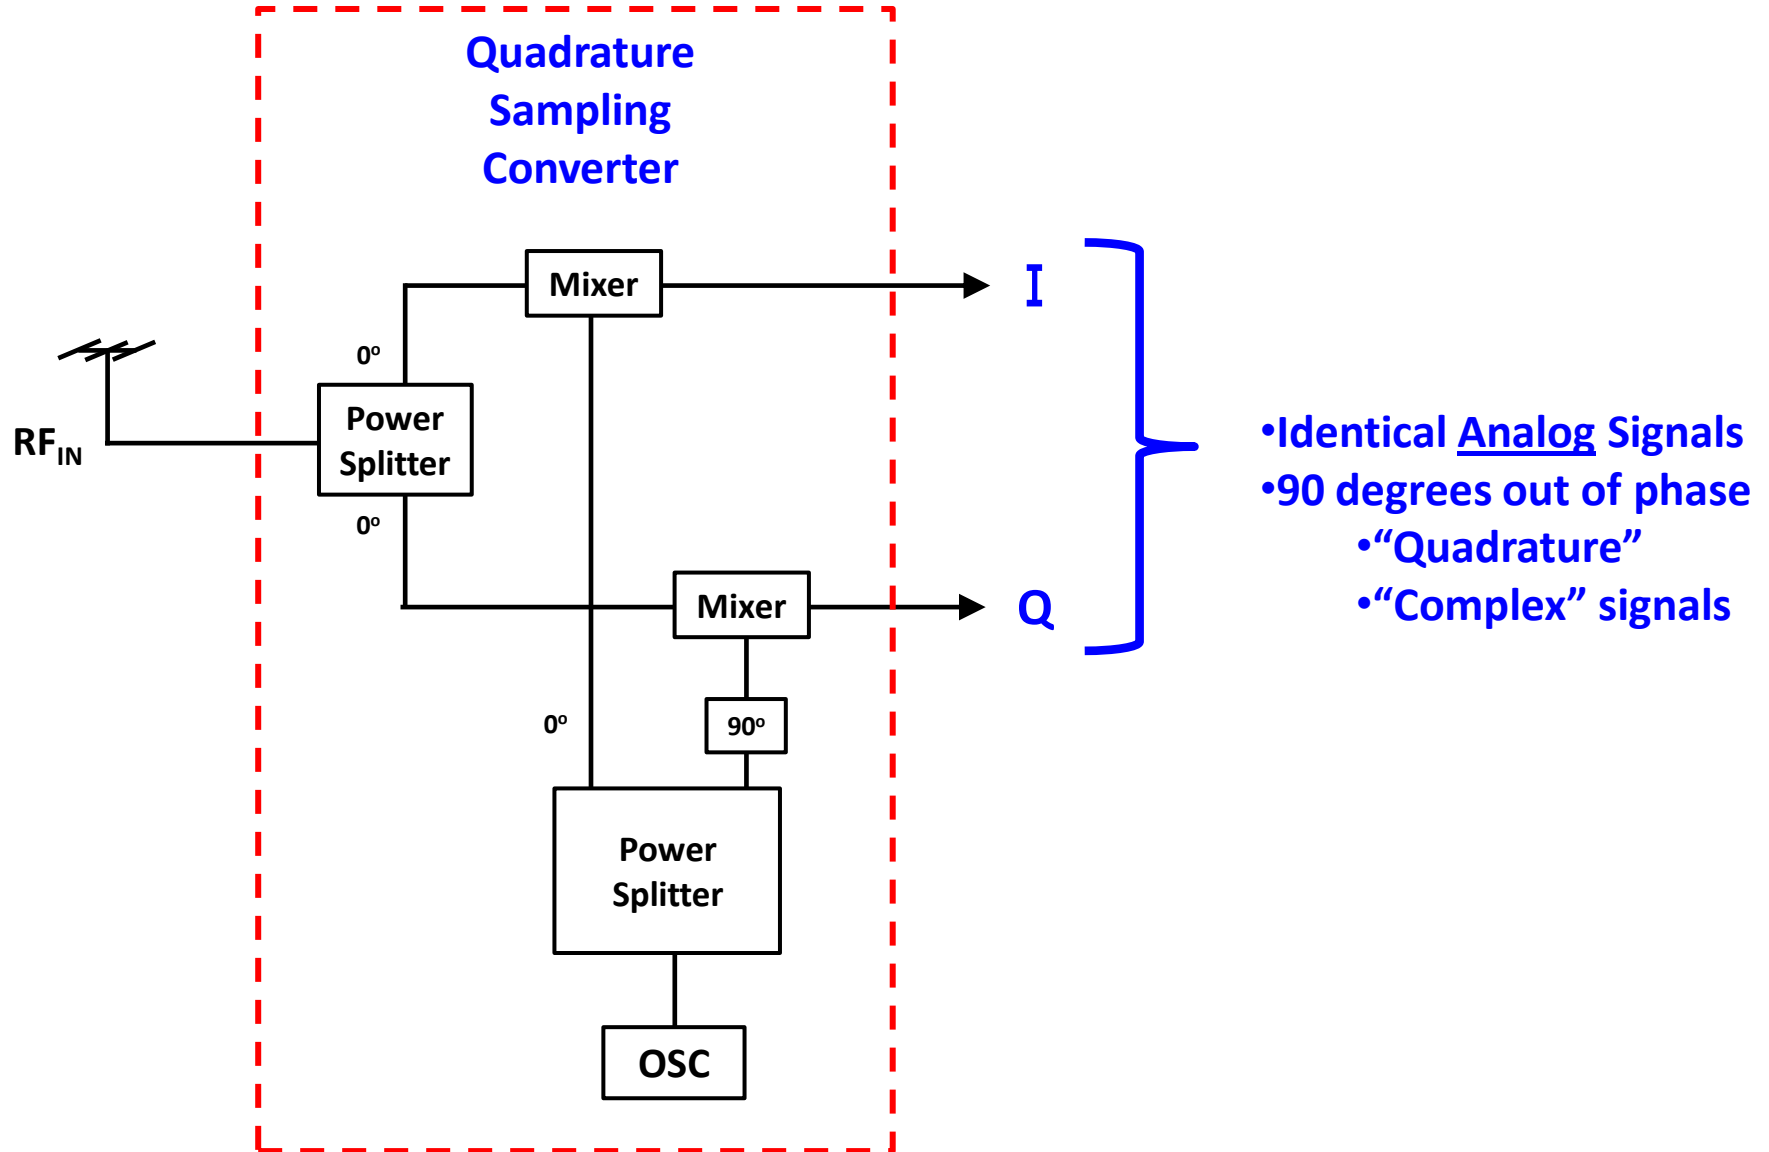 Quadrature
Sampling
Converter
Mixer
I
0º
Power
Splitter
RF_IN
0º
Mixer
Q
•Identical Analog Signals
•90 degrees out of phase
•“Quadrature”
•“Complex” signals
0º
90º
Power
Splitter
OSC